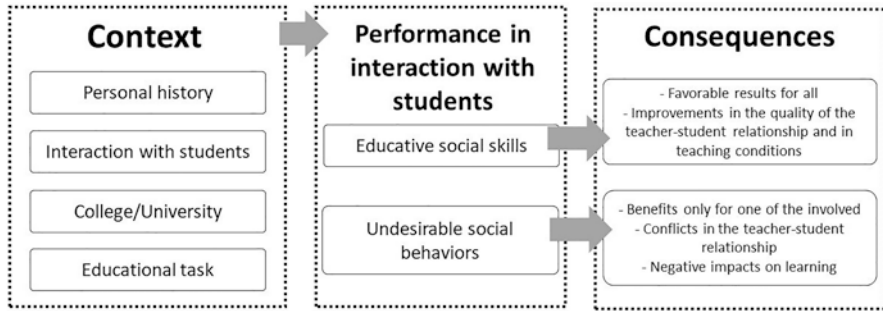 Context
Personal history
Interaction with students
College/University
Educational task
Performance in
interaction with
students
Educative social skills
Undesirable social
behaviors
Consequences
- Favorable results for all
- Improvements in the quality of the
teacher-student relationship and in
teaching conditions
- Benefits only for one of the involved
- Conflicts in the teacher-student
relationship
- Negative impacts on learning